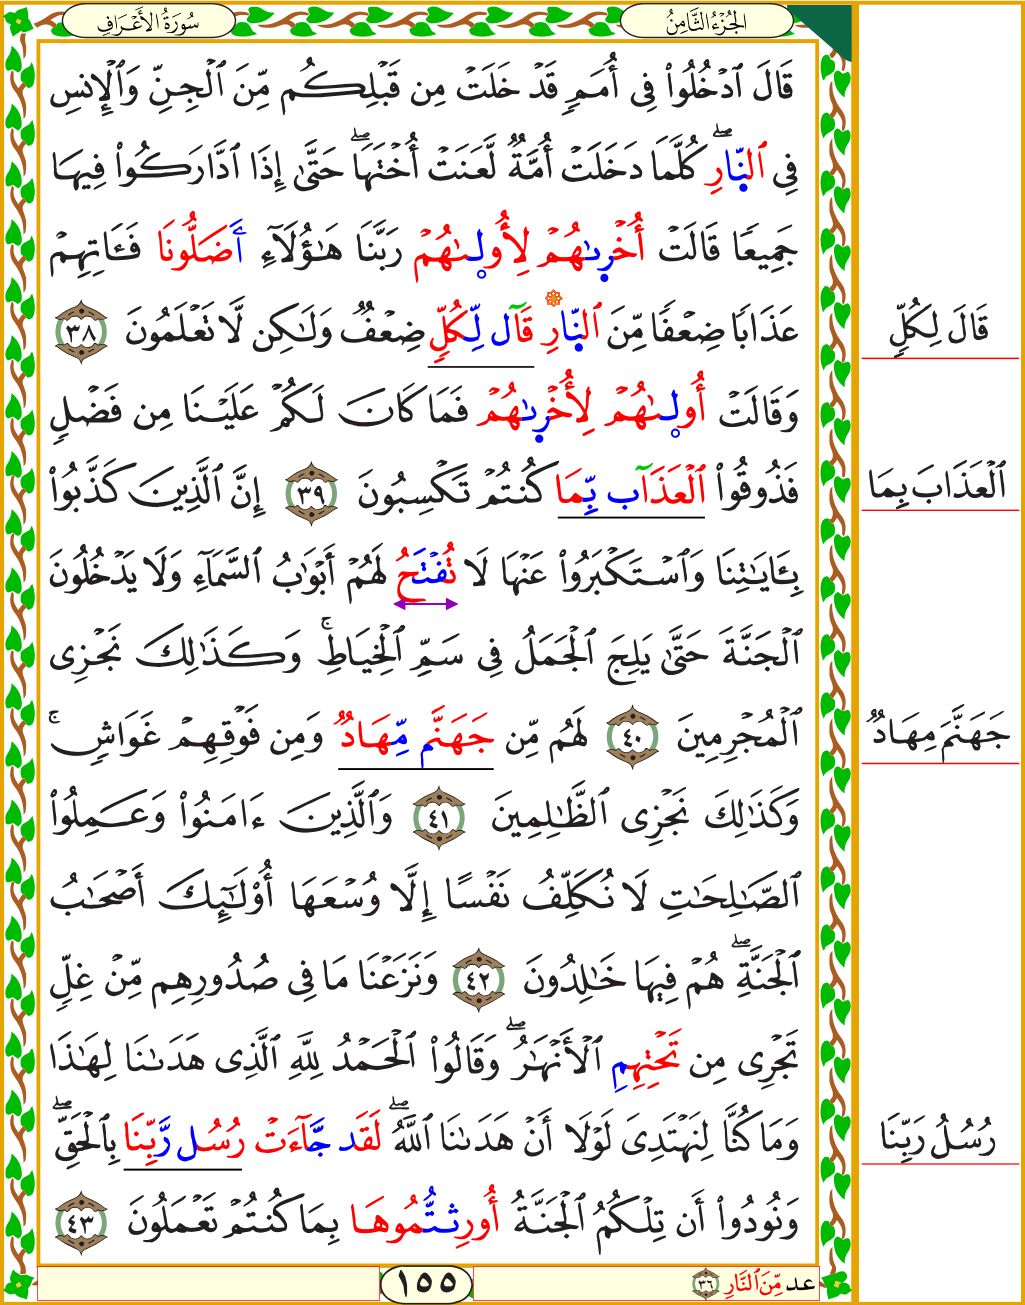 الجُزْءُ الثَّامِنُ
سُورَةُ الأَعْرَافِ
قَالَ ٱدْخُلُوا۟ فِىٓ أُمَمٍ قَدْ خَلَتْ مِن قَبْلِكُم مِّنَ ٱلْجِنِّ وَٱلْإِنسِ
فِى ٱلنَّارِ ۖ كُلَّمَا دَخَلَتْ أُمَّةٌ لَّعَنَتْ أُخْتَهَا ۖ حَتَّىٰٓ إِذَا ٱدَّارَكُوا۟ فِيهَا
جَمِيعًا قَالَتْ أُخْرِىٰهُمْ لِأُولِىٰهُمْ رَبَّنَا هَـٰٓؤُلَآءِ أَضَلُّونَا فَـَٔاتِهِمْ
عَذَابًا ضِعْفًا مِّنَ ٱلنَّارِ ۞ قَآل لِّكُلٍّ ضِعْفٌ وَلَـٰكِن لَّا تَعْلَمُونَ ٣٨
قَالَ لِكُلٍّ
وَقَالَتْ أُولِىٰهُمْ لِأُخْرِىٰهُمْ فَمَا كَانَ لَكُمْ عَلَيْنَا مِن فَضْلٍ
فَذُوقُوا۟ ٱلْعَذَآب بِّمَا كُنتُمْ تَكْسِبُونَ ٣٩ إِنَّ ٱلَّذِينَ كَذَّبُوا۟
ٱلْعَذَابَ بِمَا
بِـَٔايَـٰتِنَا وَٱسْتَكْبَرُوا۟ عَنْهَا لَا تُفْتَحُ لَهُمْ أَبْوَٰبُ ٱلسَّمَآءِ وَلَا يَدْخُلُونَ
ٱلْجَنَّةَ حَتَّىٰ يَلِجَ ٱلْجَمَلُ فِى سَمِّ ٱلْخِيَاطِ ۚ وَكَذَٰلِكَ نَجْزِى
ٱلْمُجْرِمِينَ ٤٠ لَهُم مِّن جَهَنَّم مِّهَادٌ وَمِن فَوْقِهِمْ غَوَاشٍ ۚ
جَهَنَّمَ مِهَادٌ
وَكَذَٰلِكَ نَجْزِى ٱلظَّـٰلِمِينَ ٤١ وَٱلَّذِينَ ءَامَنُوا۟ وَعَمِلُوا۟
ٱلصَّـٰلِحَـٰتِ لَا نُكَلِّفُ نَفْسًا إِلَّا وُسْعَهَآ أُو۟لَـٰٓئِكَ أَصْحَـٰبُ
ٱلْجَنَّةِ ۖ هُمْ فِيهَا خَـٰلِدُونَ ٤٢ وَنَزَعْنَا مَا فِى صُدُورِهِم مِّنْ غِلٍّ
تَجْرِى مِن تَحْتِهِمِ ٱلْأَنْهَـٰرُ ۖ وَقَالُوا۟ ٱلْحَمْدُ لِلَّهِ ٱلَّذِى هَدَىٰنَا لِهَـٰذَا
وَمَا كُنَّا لِنَهْتَدِىَ لَوْلَآ أَنْ هَدَىٰنَا ٱللَّهُ ۖ لَقَد جَّآءَتْ رُسُل رَّبِّنَا بِٱلْحَقِّ ۖ
رُسُلُ رَبِّنَا
وَنُودُوٓا۟ أَن تِلْكُمُ ٱلْجَنَّةُ أُورِثتُّمُوهَا بِمَا كُنتُمْ تَعْمَلُونَ ٤٣
عد مِّنَ ٱلنَّارِ ٣٦
١٥٥